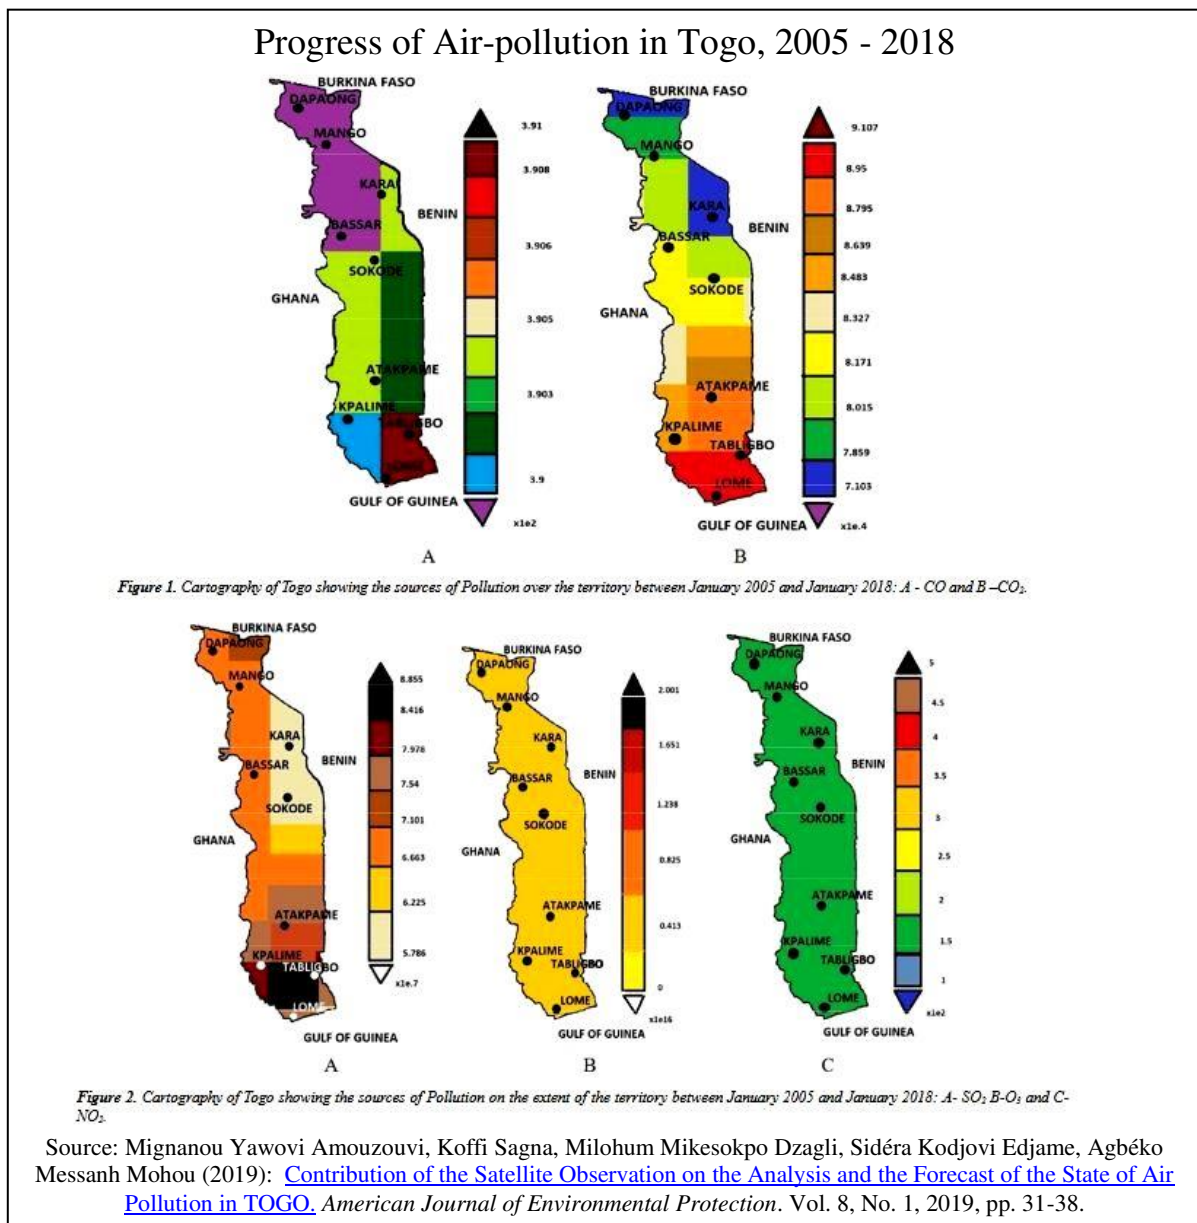 Progress of Air-pollution in Togo, 2005 - 2018
BURKINA FASO
DAPAONG
MANGO
KARA
BENIN
BASSAR
SOKODE
GHANA
ATAKPAME
KPALIME
TABLIGBO
LOME
GULF OF GUINEA
3.91
3.908
3.906
3.905
3.903
3.9
x1e2
A
BURKINA FASO
DAPAONG
MANGO
KARA
BENIN
BASSAR
SOKODE
GHANA
ATAKPAME
KPALIME
TABLIGBO
LOME
GULF OF GUINEA
9.107
8.95
8.795
8.639
8.483
8.327
8.171
8.015
7.859
7.103
x1e.4
B
Figure 1. Cartography of Togo showing the sources of Pollution over the territory between January 2005 and January 2018: A - CO and B –CO₂.
BURKINA FASO
DAPAONG
MANGO
KARA
BENIN
BASSAR
SOKODE
GHANA
ATAKPAME
KPALIME
TABLIGBO
LOME
GULF OF GUINEA
8.855
8.416
7.978
7.54
7.101
6.663
6.225
5.786
x1e.7
A
BURKINA FASO
DAPAONG
MANGO
KARA
BENIN
BASSAR
SOKODE
GHANA
ATAKPAME
KPALIME
TABLIGBO
LOME
GULF OF GUINEA
2.001
1.651
1.238
0.825
0.413
0
x1e16
B
BURKINA FASO
DAPAONG
MANGO
KARA
BENIN
BASSAR
SOKODE
GHANA
ATAKPAME
KPALIME
TABLIGBO
LOME
GULF OF GUINEA
5
4.5
4
3.5
3
2.5
2
1.5
1
x1e2
C
Figure 2. Cartography of Togo showing the sources of Pollution on the extent of the territory between January 2005 and January 2018: A- SO₂ B-O₃ and C-
NO₂.
Source: Mignanou Yawovi Amouzouvi, Koffi Sagna, Milohum Mikesokpo Dzagli, Sidéra Kodjovi Edjame, Agbéko
Messanh Mohou (2019): Contribution of the Satellite Observation on the Analysis and the Forecast of the State of Air
Pollution in TOGO. American Journal of Environmental Protection. Vol. 8, No. 1, 2019, pp. 31-38.